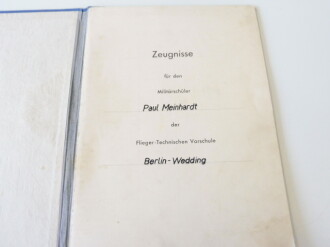 Zeugnisse
für den
Militärschüler
Paul Meinhardt
der
Flieger-Technischen Vorschule
Berlin-Wedding